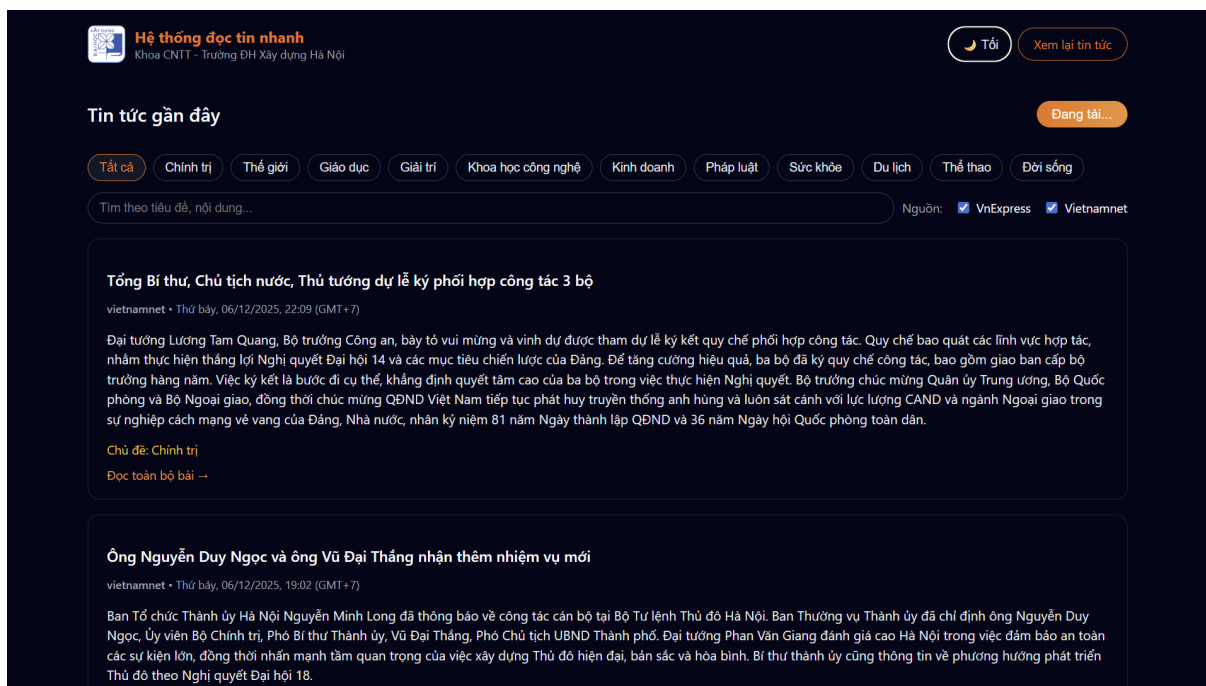 XÂY DỰNG
ĐẠI HỌC
Hệ thống đọc tin nhanh
Khoa CNTT - Trường ĐH Xây dựng Hà Nội
Tối
Xem lại tin tức
Tin tức gần đây
Đang tải...
Tất cả Chính trị Thế giới Giáo dục Giải trí Khoa học công nghệ Kinh doanh Pháp luật Sức khỏe Du lịch Thể thao Đời sống
Tìm theo tiêu đề, nội dung...
Nguồn: VnExpress Vietnamnet
Tổng Bí thư, Chủ tịch nước, Thủ tướng dự lễ ký phối hợp công tác 3 bộ
vietnamnet • Thứ bảy, 06/12/2025, 22:09 (GMT+7)
Đại tướng Lương Tam Quang, Bộ trưởng Công an, bày tỏ vui mừng và vinh dự được tham dự lễ ký kết quy chế phối hợp công tác. Quy chế bao quát các lĩnh vực hợp tác,
nhằm thực hiện thắng lợi Nghị quyết Đại hội 14 và các mục tiêu chiến lược của Đảng. Để tăng cường hiệu quả, ba bộ đã ký quy chế công tác, bao gồm giao ban cấp bộ
trưởng hàng năm. Việc ký kết là bước đi cụ thể, khẳng định quyết tâm cao của ba bộ trong việc thực hiện Nghị quyết. Bộ trưởng chúc mừng Quân ủy Trung ương, Bộ Quốc
phòng và Bộ Ngoại giao, đồng thời chúc mừng QĐND Việt Nam tiếp tục phát huy truyền thống anh hùng và luôn sát cánh với lực lượng CAND và ngành Ngoại giao trong
sự nghiệp cách mạng vẻ vang của Đảng, Nhà nước, nhân kỷ niệm 81 năm Ngày thành lập QĐND và 36 năm Ngày hội Quốc phòng toàn dân.
Chủ đề: Chính trị
Đọc toàn bộ bài →
Ông Nguyễn Duy Ngọc và ông Vũ Đại Thắng nhận thêm nhiệm vụ mới
vietnamnet • Thứ bảy, 06/12/2025, 19:02 (GMT+7)
Ban Tổ chức Thành ủy Hà Nội Nguyễn Minh Long đã thông báo về công tác cán bộ tại Bộ Tư lệnh Thủ đô Hà Nội. Ban Thường vụ Thành ủy đã chỉ định ông Nguyễn Duy
Ngọc, Ủy viên Bộ Chính trị, Phó Bí thư Thành ủy, Vũ Đại Thắng, Phó Chủ tịch UBND Thành phố. Đại tướng Phan Văn Giang đánh giá cao Hà Nội trong việc đảm bảo an toàn
các sự kiện lớn, đồng thời nhấn mạnh tầm quan trọng của việc xây dựng Thủ đô hiện đại, bản sắc và hòa bình. Bí thư thành ủy cũng thông tin về phương hướng phát triển
Thủ đô theo Nghị quyết Đại hội 18.